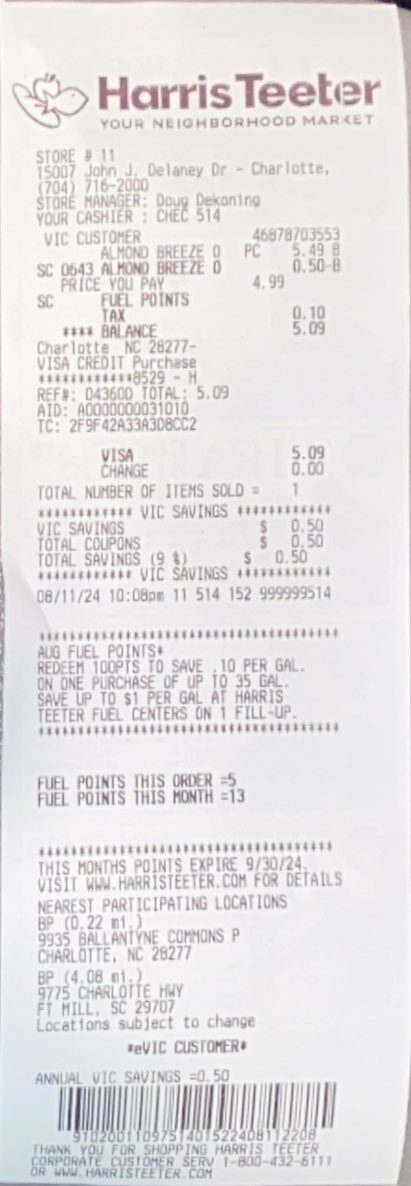 Harris Teeter
YOUR NEIGHBORHOOD MARKET
STORE # 11
15007 John J. Delaney Dr - Charlotte,
(704) 716-2000
STORE MANAGER: Doug Dekoning
YOUR CASHIER : CHEC 514
VIC CUSTOMER 46878703553
ALMOND BREEZE O PC 5.49 B
SC 0643 ALMOND BREEZE O 0.50-B
PRICE YOU PAY 4.99
SC FUEL POINTS
TAX 0.10
**** BALANCE 5.09
Charlotte NC 28277-
VISA CREDIT Purchase
************8529 - H
REF#: 04360D TOTAL: 5.09
AID: A0000000031010
TC: 2F9F42A33A3D8CC2
VISA 5.09
CHANGE 0.00
TOTAL NUMBER OF ITEMS SOLD = 1
************ VIC SAVINGS ************
VIC SAVINGS $ 0.50
TOTAL COUPONS $ 0.50
TOTAL SAVINGS (9 %) $ 0.50
************ VIC SAVINGS ************
08/11/24 10:08pm 11 514 152 999999514
***************************************
AUG FUEL POINTS*
REDEEM 100PTS TO SAVE .10 PER GAL.
ON ONE PURCHASE OF UP TO 35 GAL.
SAVE UP TO $1 PER GAL AT HARRIS
TEETER FUEL CENTERS ON 1 FILL-UP.
***************************************
FUEL POINTS THIS ORDER =5
FUEL POINTS THIS MONTH =13
***************************************
THIS MONTHS POINTS EXPIRE 9/30/24.
VISIT WWW.HARRISTEETER.COM FOR DETAILS
NEAREST PARTICIPATING LOCATIONS
BP (0.22 mi.)
9935 BALLANTYNE COMMONS P
CHARLOTTE, NC 28277
BP (4.08 mi.)
9775 CHARLOTTE HWY
FT MILL, SC 29707
Locations subject to change
*eVIC CUSTOMER*
ANNUAL VIC SAVINGS =0.50
910200110975140152240811220​8
THANK YOU FOR SHOPPING HARRIS TEETER
CORPORATE CUSTOMER SERV 1-800-432-6111
OR WWW.HARRISTEETER.COM